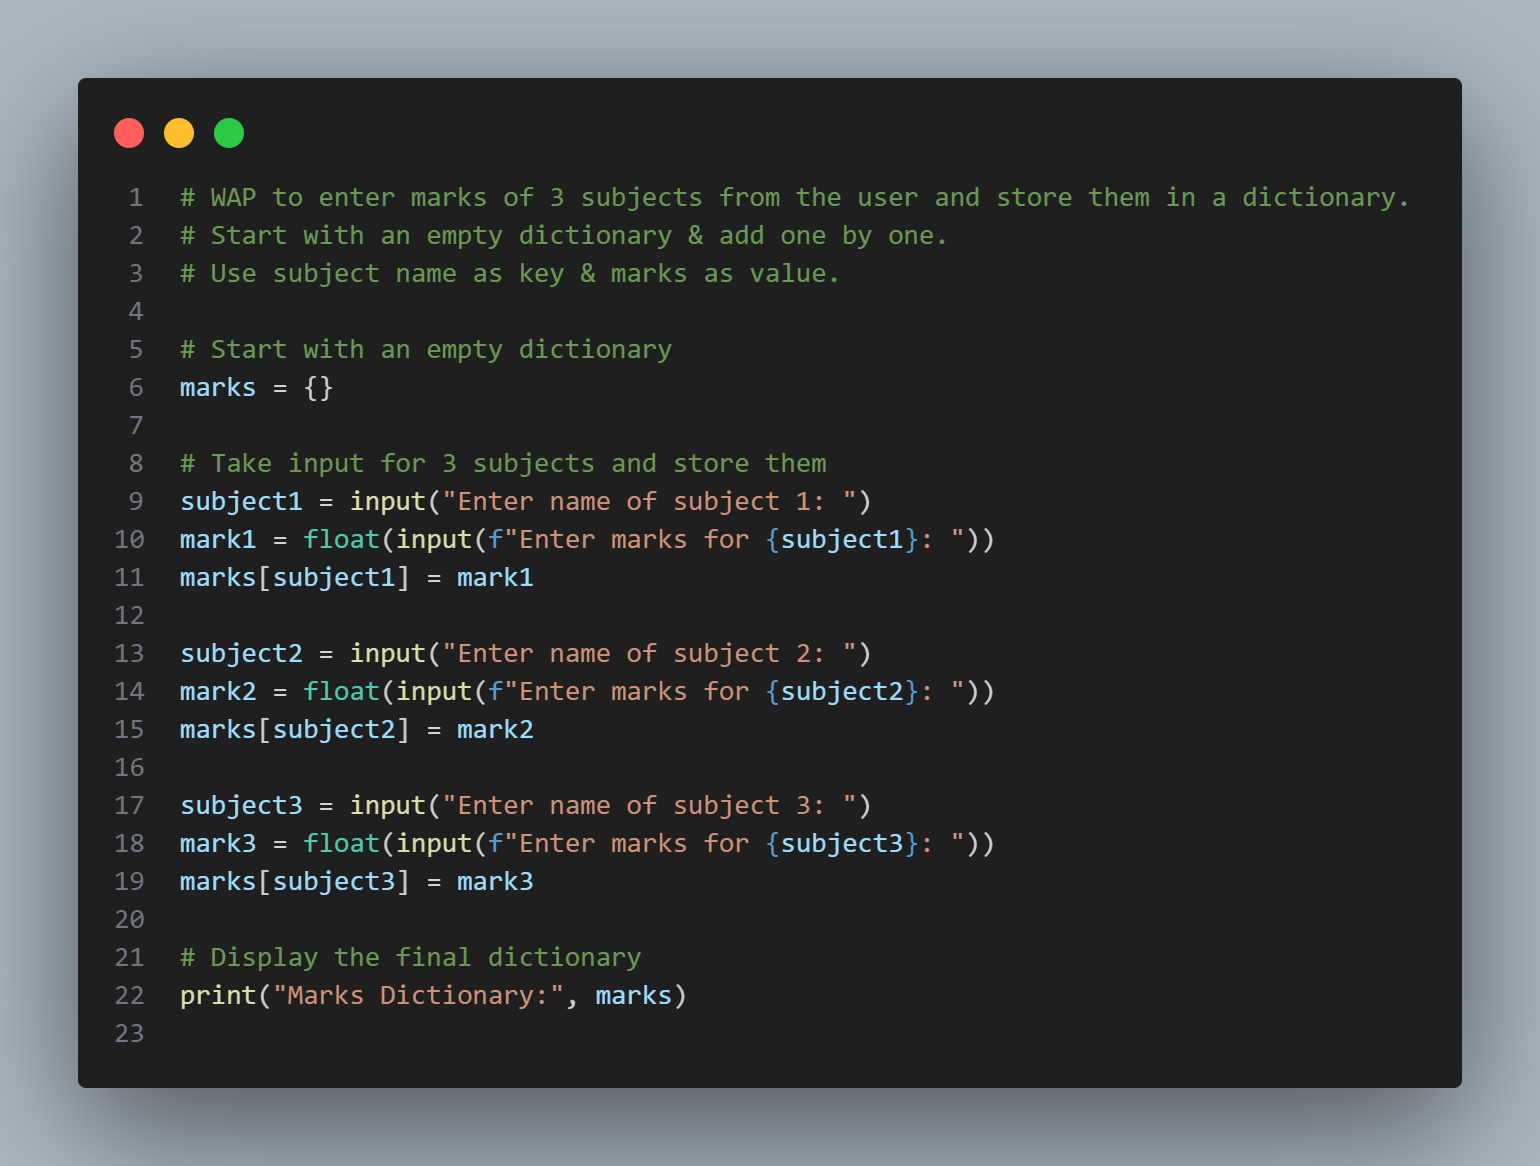 1 # WAP to enter marks of 3 subjects from the user and store them in a dictionary.
2 # Start with an empty dictionary & add one by one.
3 # Use subject name as key & marks as value.
4
5 # Start with an empty dictionary
6 marks = {}
7
8 # Take input for 3 subjects and store them
9 subject1 = input("Enter name of subject 1: ")
10 mark1 = float(input(f"Enter marks for {subject1}: "))
11 marks[subject1] = mark1
12
13 subject2 = input("Enter name of subject 2: ")
14 mark2 = float(input(f"Enter marks for {subject2}: "))
15 marks[subject2] = mark2
16
17 subject3 = input("Enter name of subject 3: ")
18 mark3 = float(input(f"Enter marks for {subject3}: "))
19 marks[subject3] = mark3
20
21 # Display the final dictionary
22 print("Marks Dictionary:", marks)
23